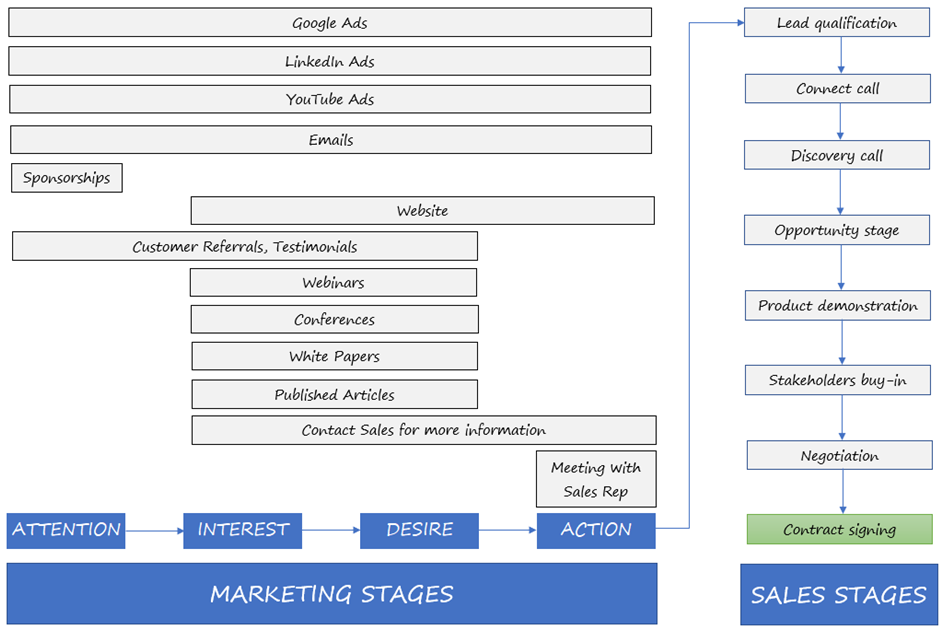 Google Ads
LinkedIn Ads
YouTube Ads
Emails
Sponsorships
Website
Customer Referrals, Testimonials
Webinars
Conferences
White Papers
Published Articles
Contact Sales for more information
Meeting With
Sales Rep
ATTENTION
INTEREST
DESIRE
ACTION
MARKETING STAGES
Lead qualification
Connect call
Discovery call
Opportunity stage
Product demonstration
Stakeholders buy-in
Negotiation
Contract signing
SALES STAGES